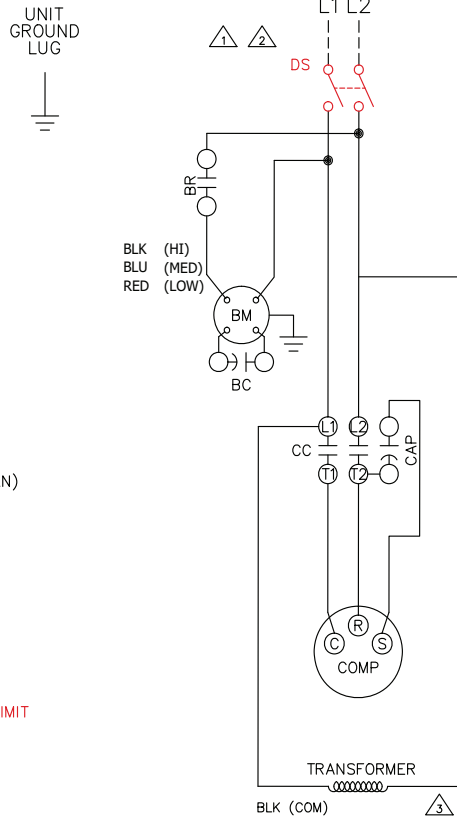 UNIT
GROUND
LUG
L1 L2
1 2
DS
BR
BLK (HI)
BLU (MED)
RED (LOW)
BM
BC
L1 L2
CC
CAP
T1 T2
N)
R
C S
COMP
IMIT
TRANSFORMER
BLK (COM)
3